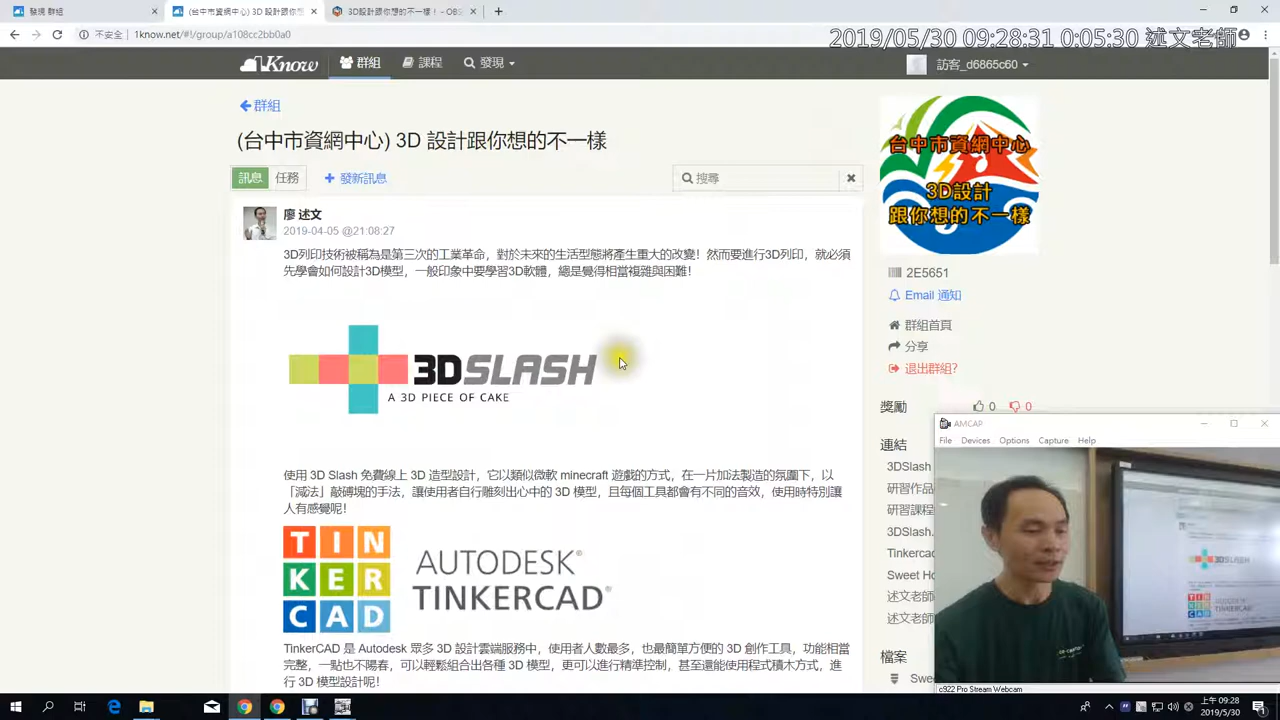 發現 群組
(台中市資網中心) 3D 設計跟你想
3D設計跟你想的不一樣！ - OBS
不安全 | 1know.net/#!/group/a108cc2bb0a0
2019/05/30 09:28:31 0:05:30 述文老師
1Know
群組
課程
發現
訪客_d6865c60
群組
(台中市資網中心) 3D 設計跟你想的不一樣
訊息
任務
發新訊息
搜尋
台中市資網中心
3D設計
跟你想的不一樣
廖 述文
2019-04-05 @21:08:27
3D列印技術被稱為是第三次的工業革命，對於未來的生活型態將產生重大的改變！然而要進行3D列印，就必須
先學會如何設計3D模型，一般印象中要學習3D軟體，總是覺得相當複雜與困難！
2E5651
Email 通知
群組首頁
分享
退出群組?
3DSLASH
A 3D PIECE OF CAKE
獎勵
0
0
連結
3DSlash
研習作品
研習課程
3DSlash.
Tinkercad
Sweet Ho
述文老師
述文老師
檔案
Swe
使用 3D Slash 免費線上 3D 造型設計，它以類似微軟 minecraft 遊戲的方式，在一片加法製造的氛圍下，以
「減法」敲磚塊的手法，讓使用者自行雕刻出心中的 3D 模型，且每個工具都會有不同的音效，使用時特別讓
人有感覺呢！
TIN
KER
CAD
AUTODESK®
TINKERCAD®
TinkerCAD 是 Autodesk 眾多 3D 設計雲端服務中，使用者人數最多，也最簡單方便的 3D 創作工具，功能相當
完整，一點也不陽春，可以輕鬆組合出各種 3D 模型，更可以進行精準控制，甚至還能使用程式積木方式，進
行 3D 模型設計呢！
AMCAP
File Devices Options Capture Help
3DSLASH
c922 Pro Stream Webcam
上午 09:28
2019/5/30